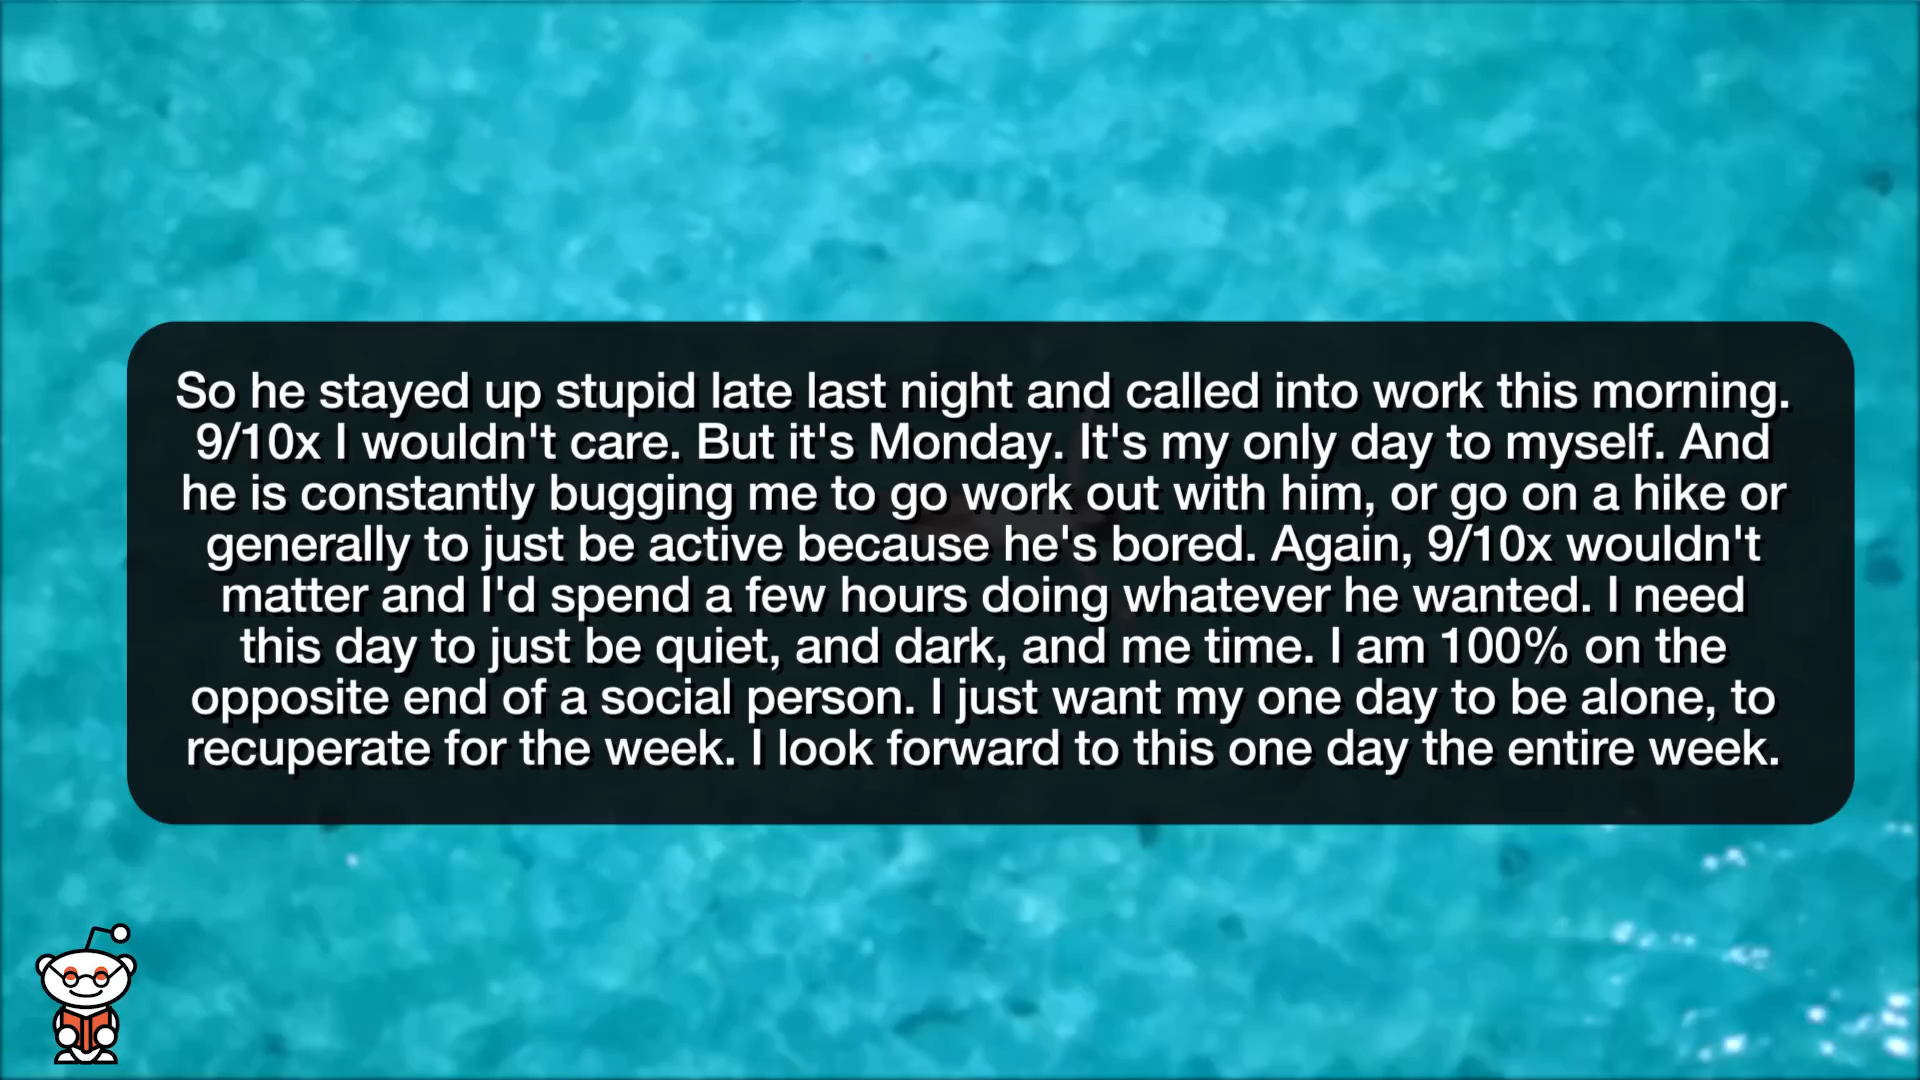 So he stayed up stupid late last night and called into work this morning.
9/10x I wouldn't care. But it's Monday. It's my only day to myself. And
he is constantly bugging me to go work out with him, or go on a hike or
generally to just be active because he's bored. Again, 9/10x wouldn't
matter and I'd spend a few hours doing whatever he wanted. I need
this day to just be quiet, and dark, and me time. I am 100% on the
opposite end of a social person. I just want my one day to be alone, to
recuperate for the week. I look forward to this one day the entire week.